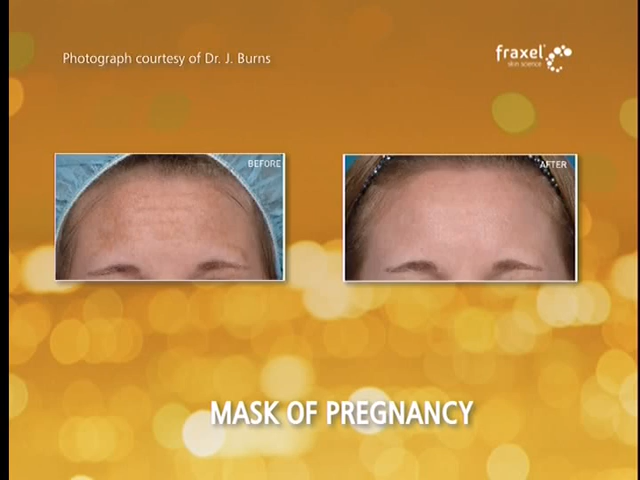 Photograph courtesy of Dr. J. Burns
fraxel
skin science
BEFORE
AFTER
MASK OF PREGNANCY